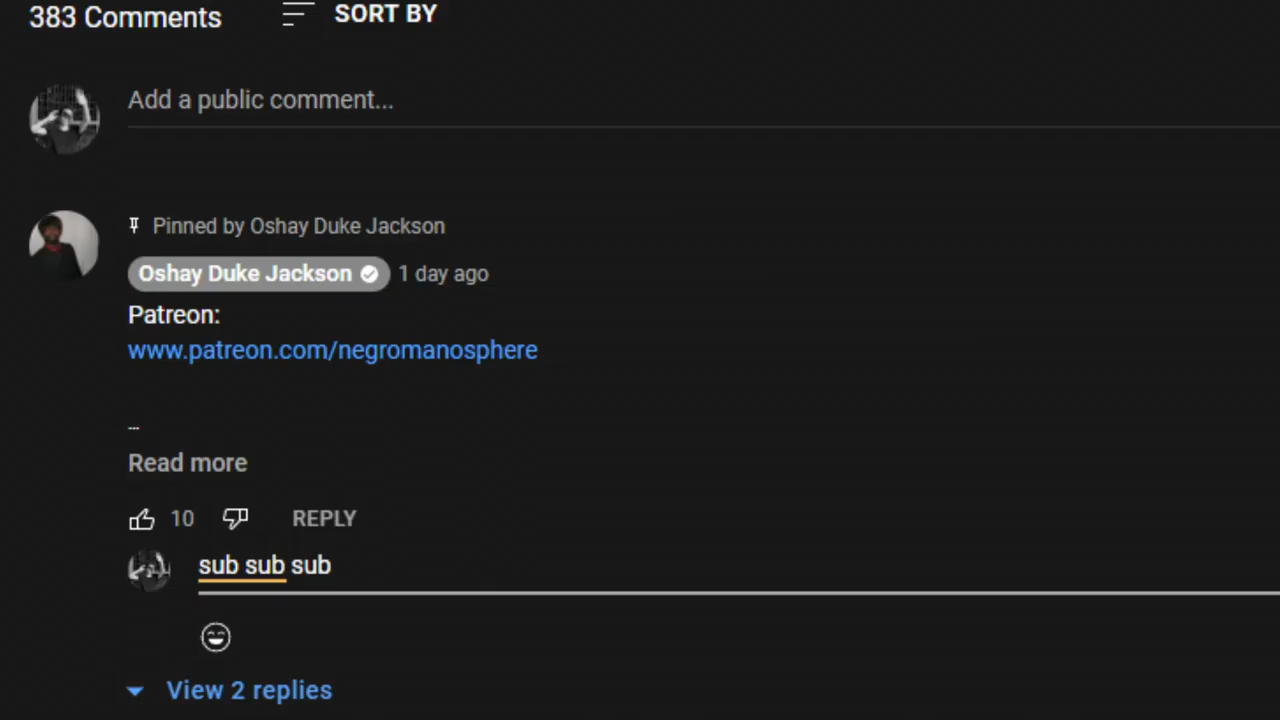 383 Comments SORT BY
Add a public comment...
Pinned by Oshay Duke Jackson
Oshay Duke Jackson 1 day ago
Patreon:
www.patreon.com/negromanosphere
...
Read more
10 REPLY
sub sub sub
View 2 replies